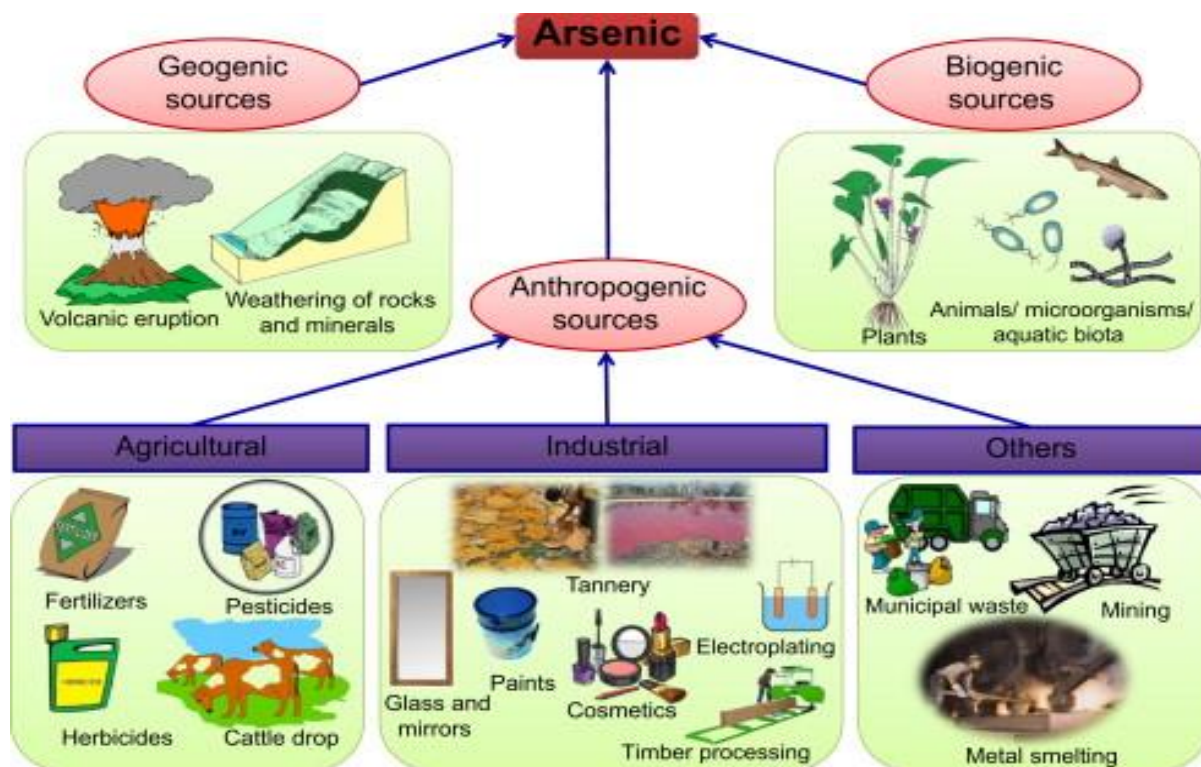 Arsenic
Geogenic
sources
Biogenic
sources
Volcanic eruption
Weathering of rocks
and minerals
Anthropogenic
sources
Plants
Animals/ microorganisms/
aquatic biota
Agricultural
Industrial
Others
Fertilizers
Pesticides
Herbicides
Cattle drop
Tannery
Glass and
mirrors
Paints
Cosmetics
Electroplating
Timber processing
Municipal waste
Mining
Metal smelting